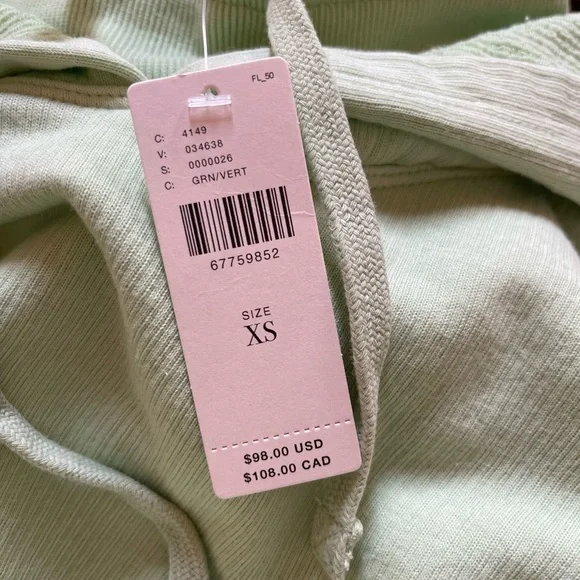 FL_50
C: 4149
V: 034638
S: 0000026
C: GRN/VERT
67759852
SIZE
XS
$98.00 USD
$108.00 CAD